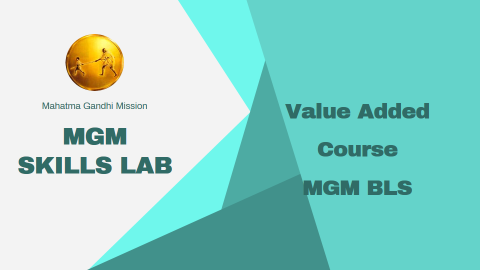 Mahatma Gandhi Mission
MGM
SKILLS LAB
Value Added
Course
MGM BLS